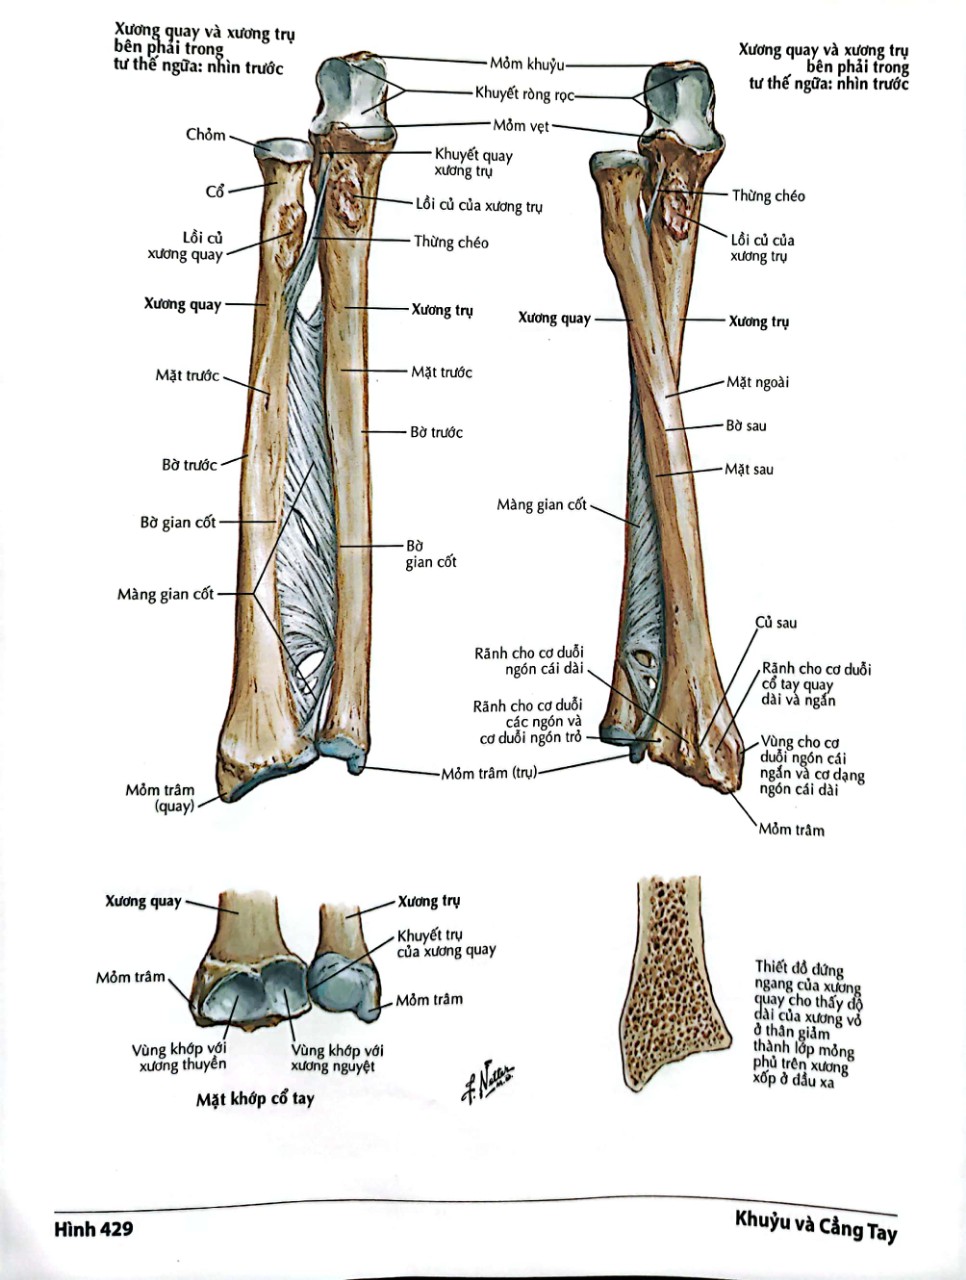 Xương quay và xương trụ
bên phải trong
tư thế ngữa: nhìn trước
Xương quay và xương trụ
bên phải trong
tư thế ngữa: nhìn trước
Mỏm khuỷu
Khuyết ròng rọc
Mỏm vẹt
Chỏm
Khuyết quay
xương trụ
Cổ
Lồi củ của xương trụ
Thừng chéo
Lồi củ
xương quay
Thừng chéo
Lồi củ của
xương trụ
Xương quay
Xương trụ
Xương quay
Xương trụ
Mặt trước
Mặt trước
Mặt ngoài
Bờ trước
Bờ sau
Bờ trước
Mặt sau
Màng gian cốt
Bờ gian cốt
Bờ
gian cốt
Màng gian cốt
Củ sau
Rãnh cho cơ duỗi
ngón cái dài
Rãnh cho cơ duỗi
cổ tay quay
dài và ngắn
Rãnh cho cơ duỗi
các ngón và
cơ duỗi ngón trỏ
Vùng cho cơ
duỗi ngón cái
ngắn và cơ dạng
ngón cái dài
Mỏm trâm (trụ)
Mỏm trâm
(quay)
Mỏm trâm
Xương quay
Xương trụ
Khuyết trụ
của xương quay
Mỏm trâm
Mỏm trâm
Vùng khớp với
xương thuyền
Vùng khớp với
xương nguyệt
Mặt khớp cổ tay
Thiết đồ đứng
ngang của xương
quay cho thấy độ
dài của xương vỏ
ở thân giảm
thành lớp mỏng
phủ trên xương
xốp ở đầu xa
F. Netter
M.D.
Hình 429
Khuỷu và Cẳng Tay